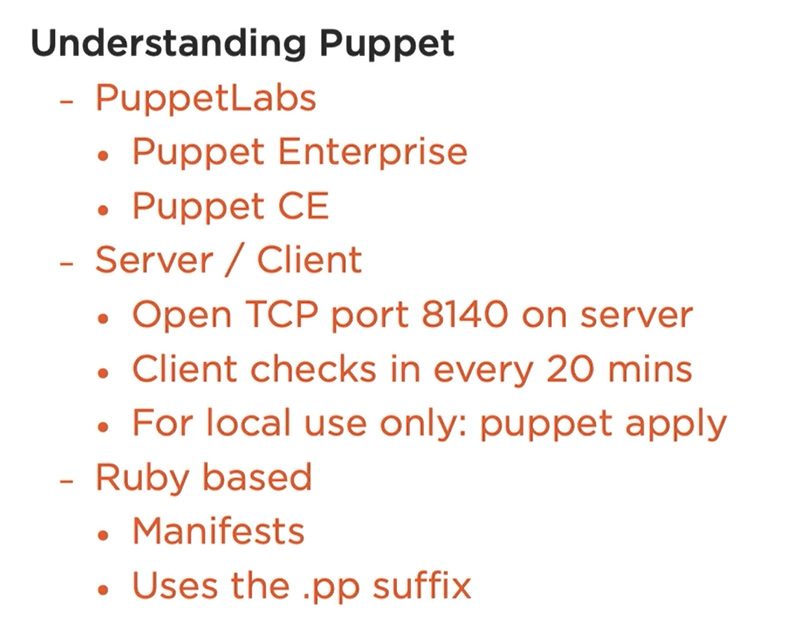 Understanding Puppet
– PuppetLabs
• Puppet Enterprise
• Puppet CE
– Server / Client
• Open TCP port 8140 on server
• Client checks in every 20 mins
• For local use only: puppet apply
– Ruby based
• Manifests
• Uses the .pp suffix